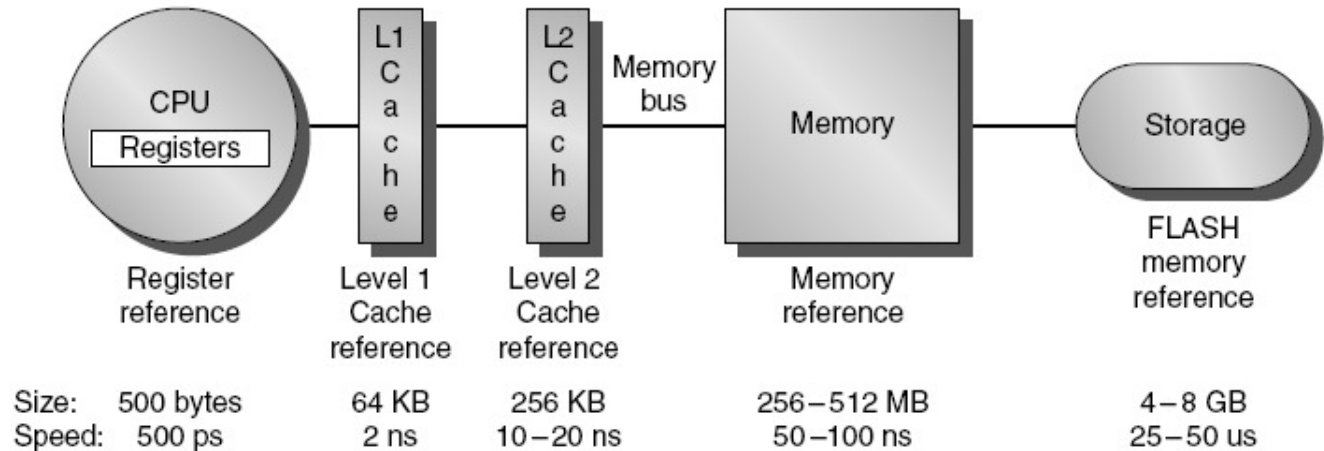 CPU
Registers
L1
C
a
c
h
e
L2
C
a
c
h
e
Memory
bus
Memory
Storage
Register
reference
Level 1
Cache
reference
Level 2
Cache
reference
Memory
reference
FLASH
memory
reference
Size: 500 bytes 64 KB 256 KB 256–512 MB 4–8 GB
Speed: 500 ps 2 ns 10–20 ns 50–100 ns 25–50 us